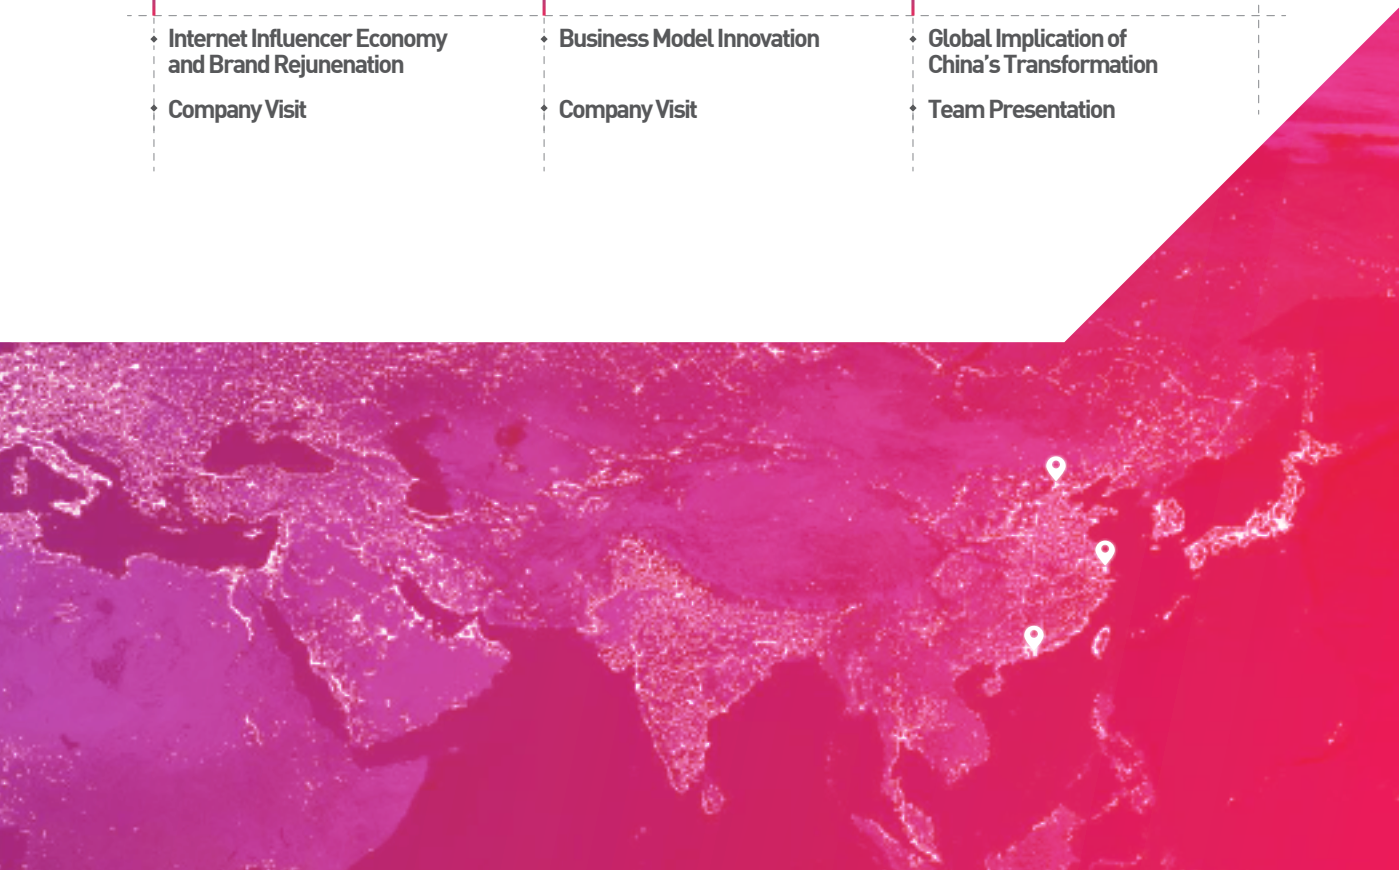 Internet Influencer Economy
and Brand Rejunenation
Company Visit
Business Model Innovation
Company Visit
Global Implication of
China's Transformation
Team Presentation